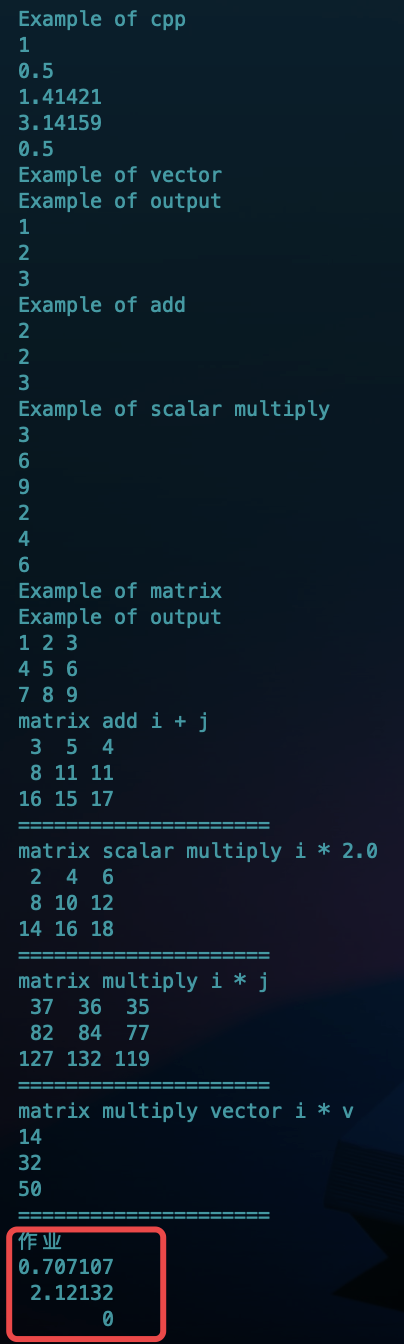 Example of cpp
1
0.5
1.41421
3.14159
0.5
Example of vector
Example of output
1
2
3
Example of add
2
2
3
Example of scalar multiply
3
6
9
2
4
6
Example of matrix
Example of output
1 2 3
4 5 6
7 8 9
matrix add i + j
 3  5  4
 8 11 11
16 15 17
=====================
matrix scalar multiply i * 2.0
 2  4  6
 8 10 12
14 16 18
=====================
matrix multiply i * j
 37  36  35
 82  84  77
127 132 119
=====================
matrix multiply vector i * v
14
32
50
=====================
作业
0.707107
 2.12132
       0